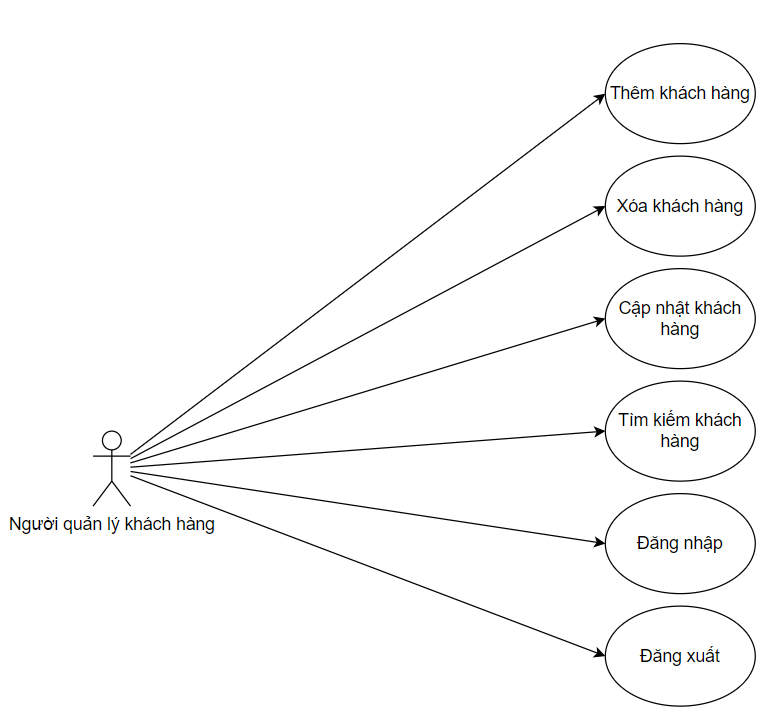 Thêm khách hàng
Xóa khách hàng
Cập nhật khách
hàng
Tìm kiếm khách
hàng
Người quản lý khách hàng
Đăng nhập
Đăng xuất